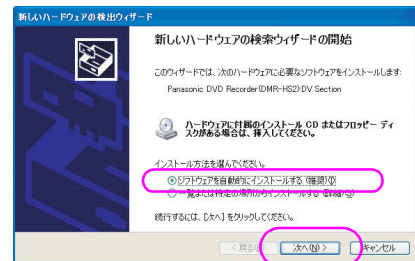 新しいハードウェアの検出ウィザード
新しいハードウェアの検索ウィザードの開始
このウィザードでは、次のハードウェアに必要なソフトウェアをインストールします:
Panasonic DVD Recorder(DMR-HS2):DV Section
ハードウェアに付属のインストール CD またはフロッピー ディ
スクがある場合は、挿入してください。
インストール方法を選んでください。
ソフトウェアを自動的にインストールする (推奨)(I)
一覧または特定の場所からインストールする (詳細)(S)
続行するには、[次へ] をクリックしてください。
< 戻る(B)
次へ(N) >
キャンセル